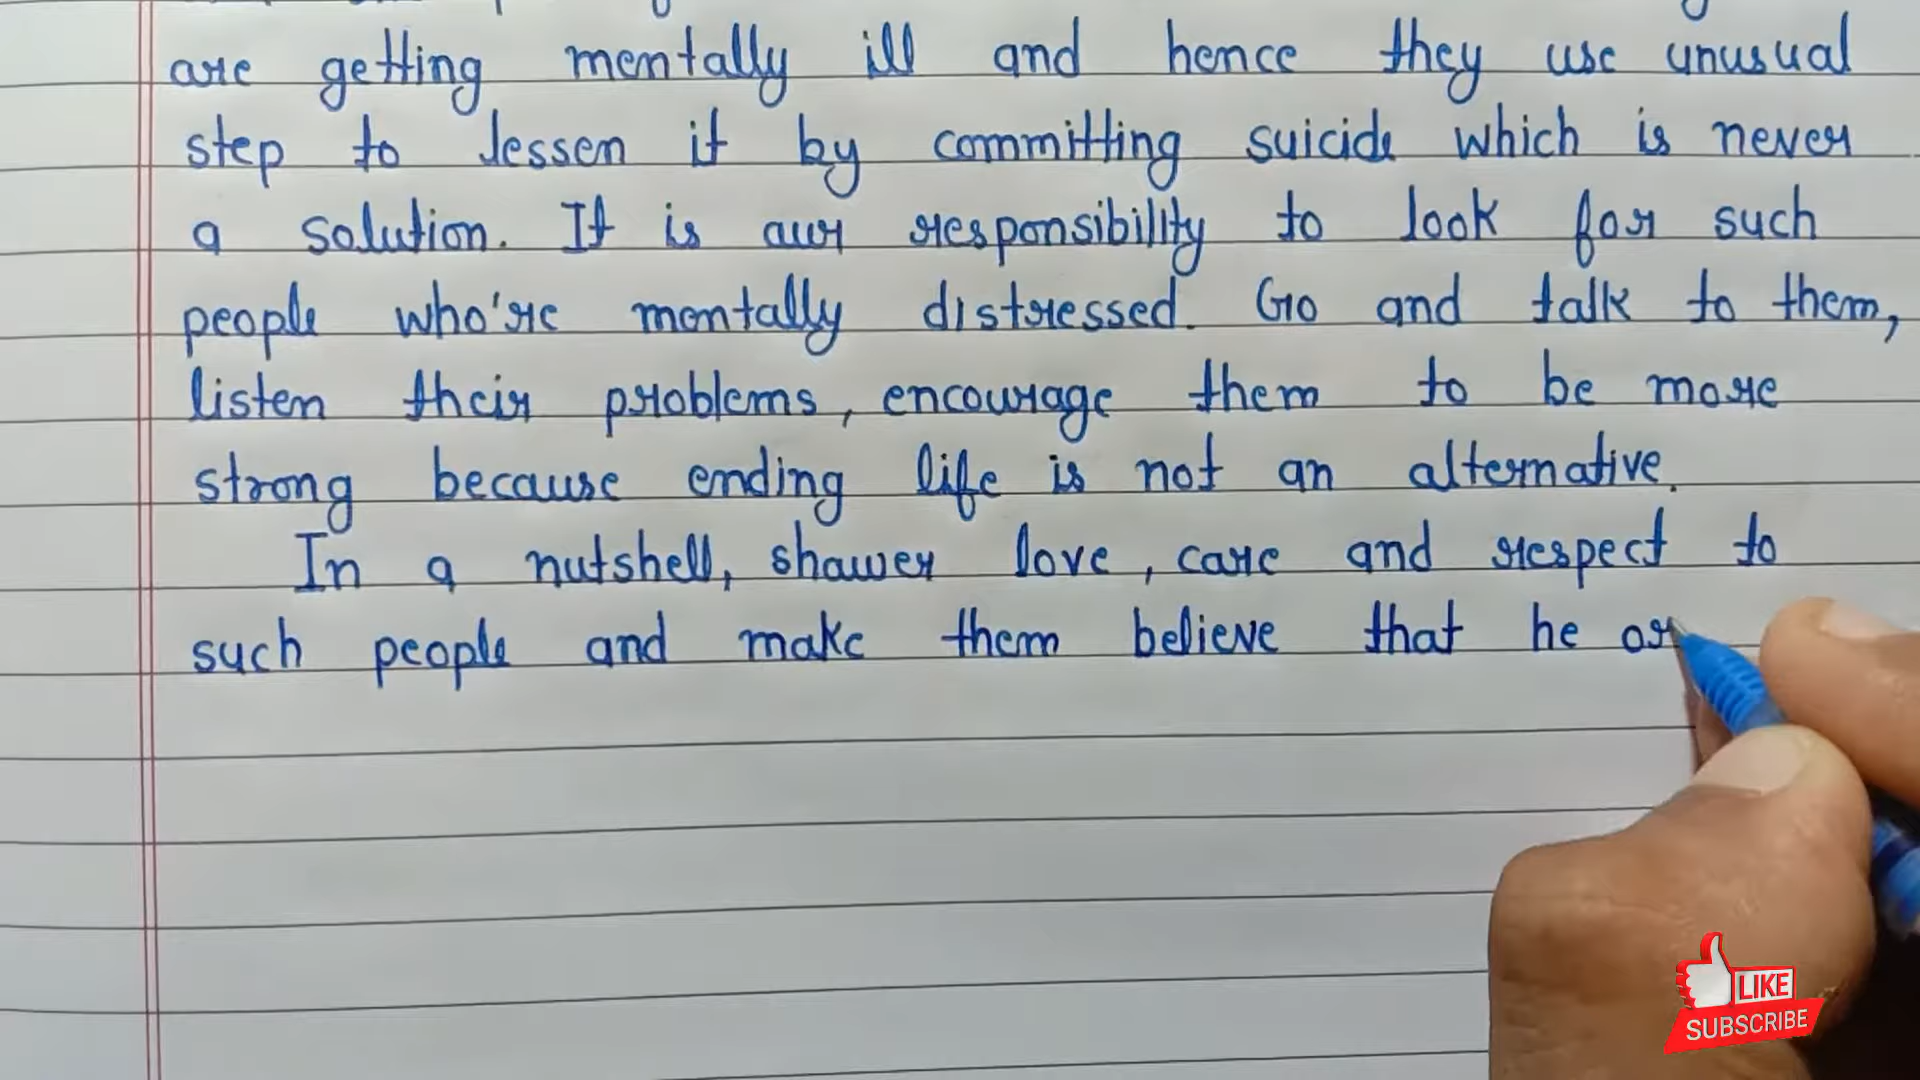 are getting mentally ill and hence they use unusual
step to lessen it by committing suicide which is never
a solution. It is our responsibility to look for such
people who're mentally distressed. Go and talk to them,
listen their problems, encourage them to be more
strong because ending life is not an alternative.
In a nutshell, shower love, care and respect to
such people and make them believe that he or
LIKE
SUBSCRIBE